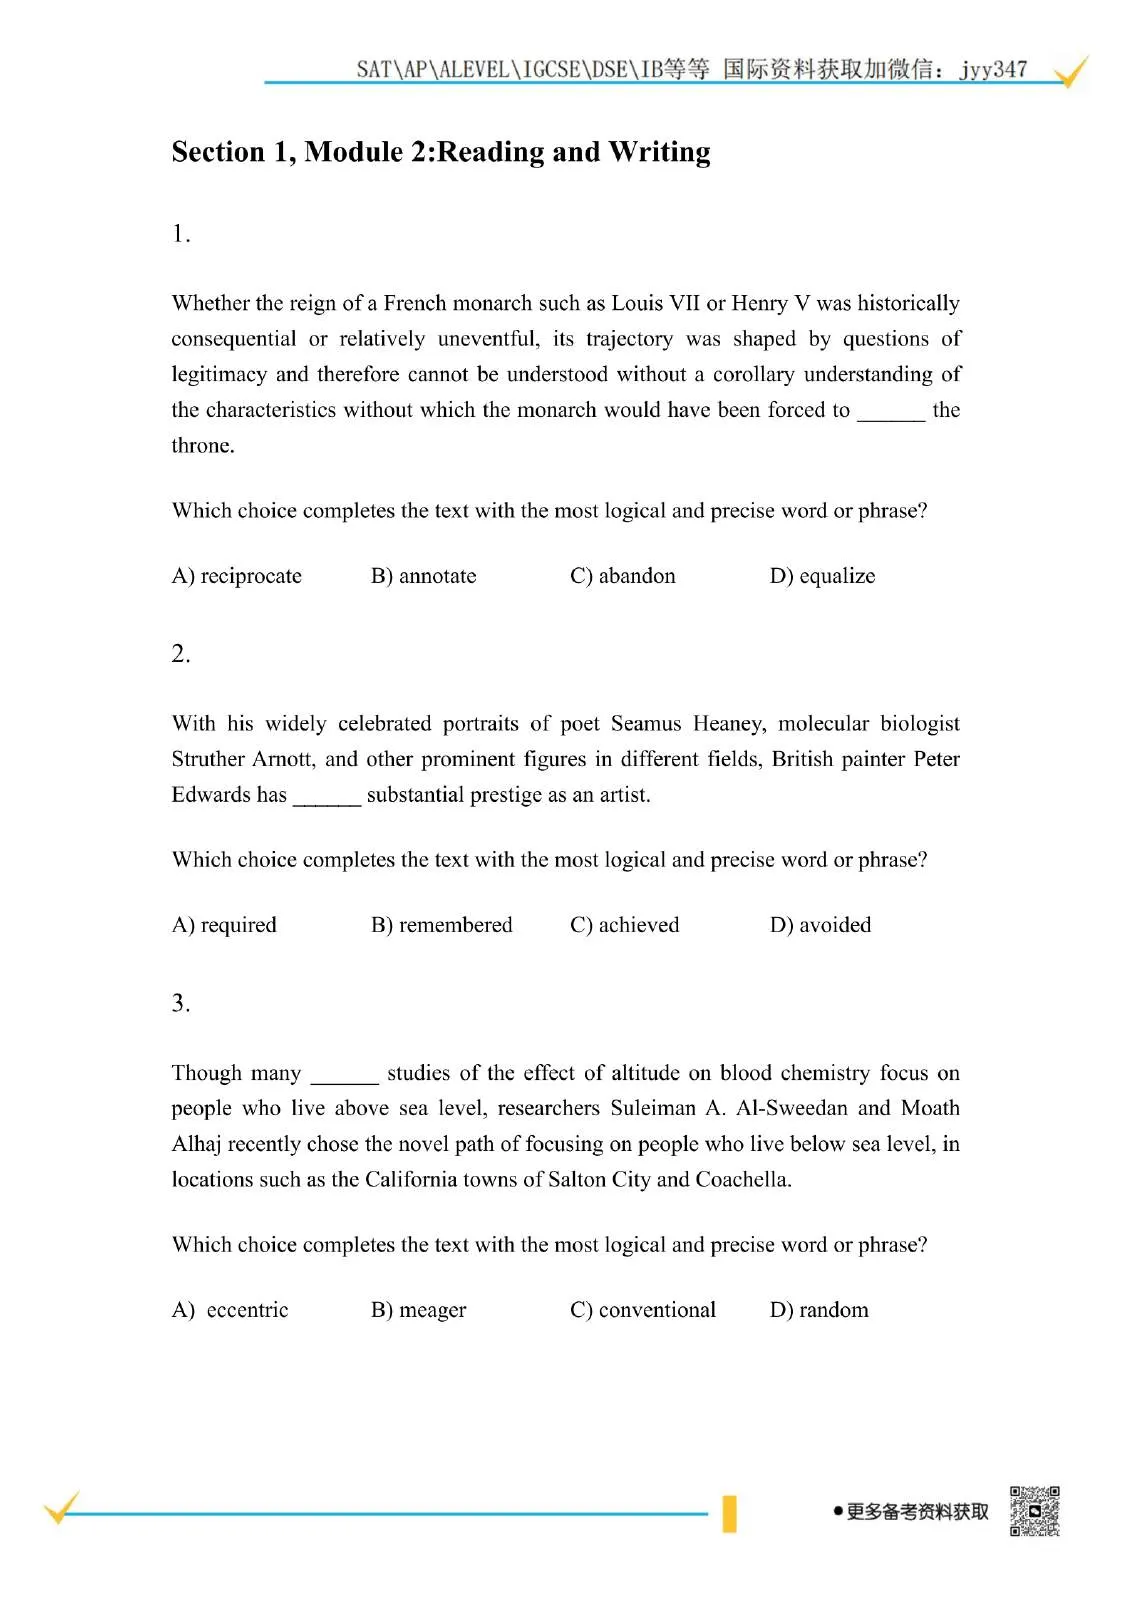 SAT\AP\ALEVEL\IGCSE\DSE\IB等等 国际资料获取加微信：jyy347
Section 1, Module 2:Reading and Writing
1.
Whether the reign of a French monarch such as Louis VII or Henry V was historically
consequential or relatively uneventful, its trajectory was shaped by questions of
legitimacy and therefore cannot be understood without a corollary understanding of
the characteristics without which the monarch would have been forced to ______ the
throne.
Which choice completes the text with the most logical and precise word or phrase?
A) reciprocate B) annotate C) abandon D) equalize
2.
With his widely celebrated portraits of poet Seamus Heaney, molecular biologist
Struther Arnott, and other prominent figures in different fields, British painter Peter
Edwards has ______ substantial prestige as an artist.
Which choice completes the text with the most logical and precise word or phrase?
A) required B) remembered C) achieved D) avoided
3.
Though many ______ studies of the effect of altitude on blood chemistry focus on
people who live above sea level, researchers Suleiman A. Al-Sweedan and Moath
Alhaj recently chose the novel path of focusing on people who live below sea level, in
locations such as the California towns of Salton City and Coachella.
Which choice completes the text with the most logical and precise word or phrase?
A) eccentric B) meager C) conventional D) random
●更多备考资料获取